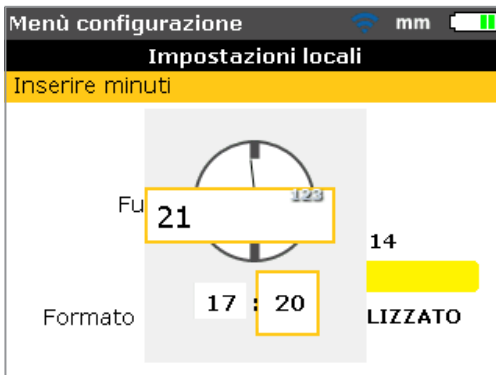 Menù configurazione mm
Impostazioni locali
Inserire minuti
123
Fu 21
14
17 : 20
Formato LIZZATO